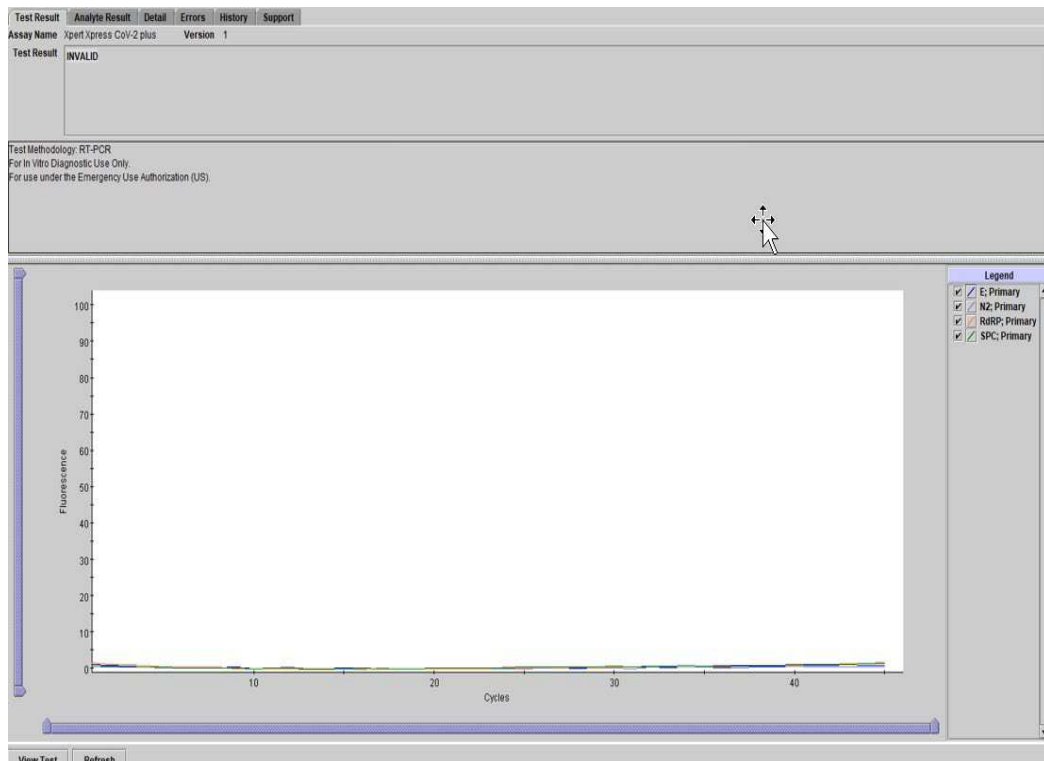 Test Result Analyte Result Detail Errors History Support
Assay Name Xpert Xpress CoV-2 plus Version 1
Test Result INVALID
Test Methodology: RT-PCR
For In Vitro Diagnostic Use Only.
For use under the Emergency Use Authorization (US).
Legend
E; Primary
N2; Primary
RdRP; Primary
SPC; Primary
100
90
80
70
60
50
40
30
20
10
0
Fluorescence
10 20 30 40
Cycles
View Test Refresh